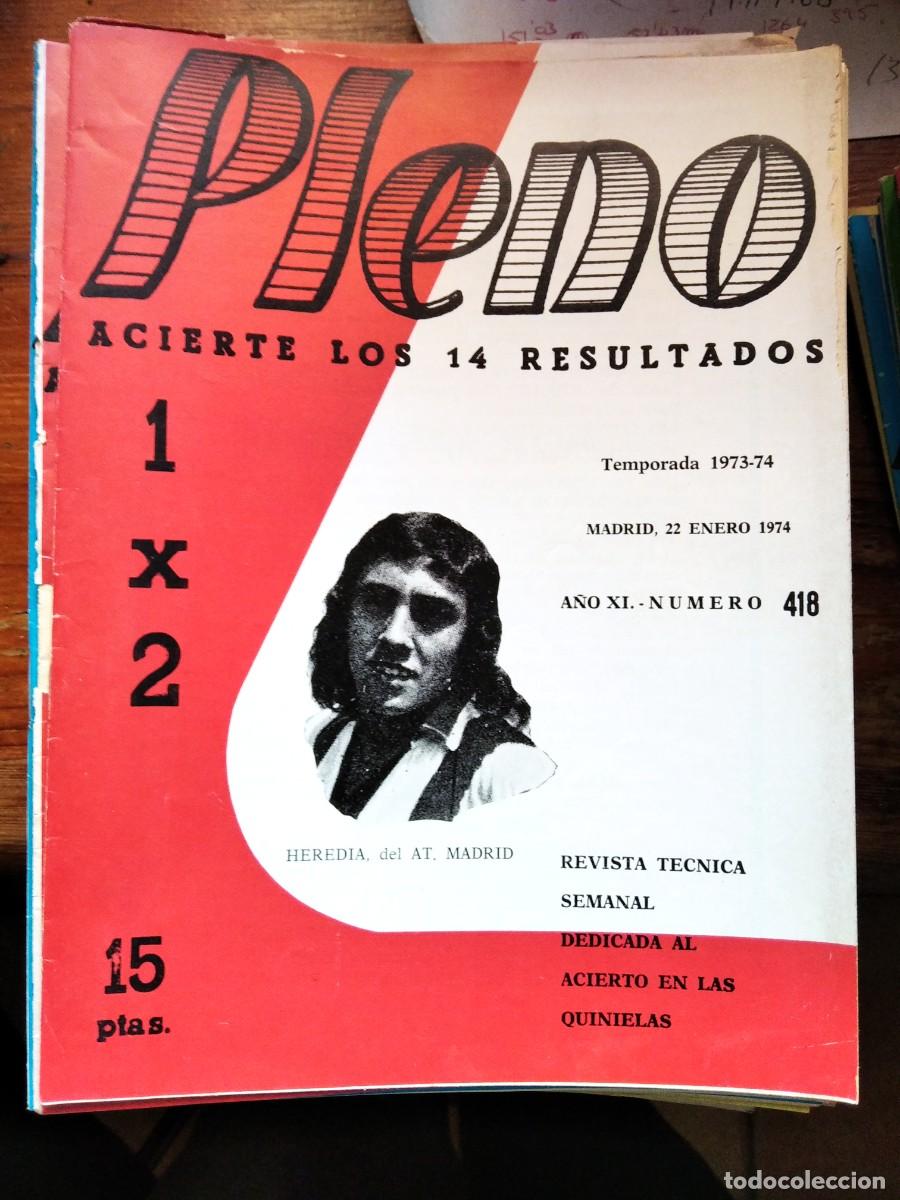 Pleno
ACIERTE LOS 14 RESULTADOS
1
x
2
Temporada 1973-74
MADRID, 22 ENERO 1974
AÑO XI. - NUMERO 418
HEREDIA, del AT. MADRID
REVISTA TECNICA
SEMANAL
DEDICADA AL
ACIERTO EN LAS
QUINIELAS
15
ptas.
todocoleccion